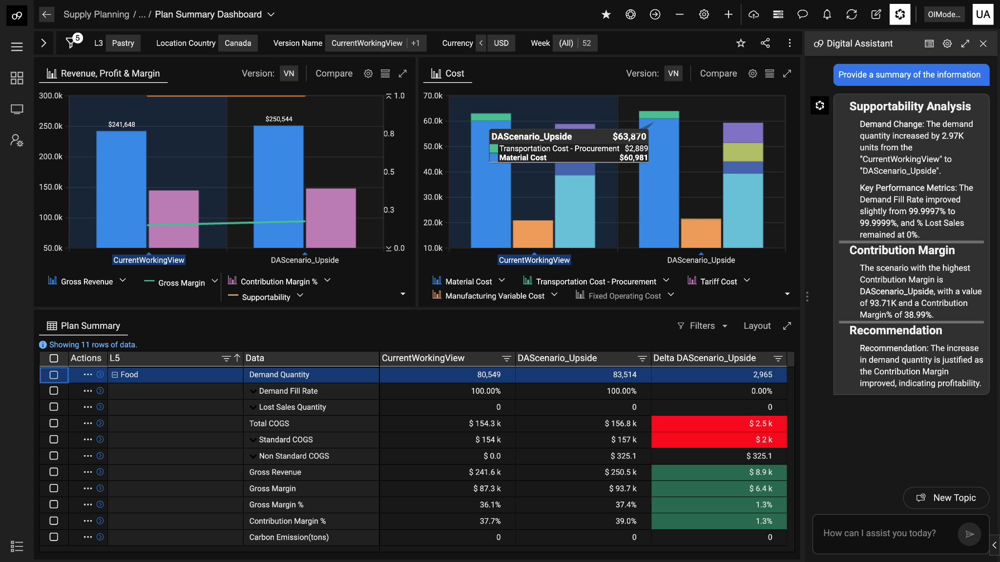 o9
Supply Planning / ... / Plan Summary Dashboard
OIMode...
UA
5
L3 Pastry
Location Country Canada
Version Name CurrentWorkingView +1
Currency < USD
Week (All) 52
Revenue, Profit & Margin
Version: VN
Compare
300.0k
250.0k
200.0k
150.0k
100.0k
50.0k
1.0
0.8
0.5
0.3
0.0
$241,648
$250,544
CurrentWorkingView
DAScenario_Upside
Gross Revenue
Gross Margin
Contribution Margin %
Supportability
Cost
Version: VN
Compare
70.0k
60.0k
50.0k
40.0k
30.0k
20.0k
10.0k
DAScenario_Upside $63,870
Transportation Cost - Procurement $2,889
Material Cost $60,981
CurrentWorkingView
DAScenario_Upside
Material Cost
Transportation Cost - Procurement
Tariff Cost
Manufacturing Variable Cost
Fixed Operating Cost
Plan Summary
Filters
Layout
Showing 11 rows of data.
Actions L5 Data CurrentWorkingView DAScenario_Upside Delta DAScenario_Upside
Food Demand Quantity 80,549 83,514 2,965
Demand Fill Rate 100.00% 100.00% 0.00%
Lost Sales Quantity 0 0 0
Total COGS $ 154.3 k $ 156.8 k $ 2.5 k
Standard COGS $ 154 k $ 157 k $ 2 k
Non Standard COGS $ 0.0 $ 325.1 $ 325.1
Gross Revenue $ 241.6 k $ 250.5 k $ 8.9 k
Gross Margin $ 87.3 k $ 93.7 k $ 6.4 k
Gross Margin % 36.1% 37.4% 1.3%
Contribution Margin % 37.7% 39.0% 1.3%
Carbon Emission(tons) 0 0 0
o9 Digital Assistant
Provide a summary of the information
Supportability Analysis
Demand Change: The demand
quantity increased by 2.97K
units from the
"CurrentWorkingView" to
"DAScenario_Upside".
Key Performance Metrics: The
Demand Fill Rate improved
slightly from 99.9997% to
99.9999%, and % Lost Sales
remained at 0%.
Contribution Margin
The scenario with the highest
Contribution Margin is
DAScenario_Upside, with a value
of 93.71K and a Contribution
Margin% of 38.99%.
Recommendation
Recommendation: The increase
in demand quantity is justified as
the Contribution Margin
improved, indicating profitability.
New Topic
How can I assist you today?